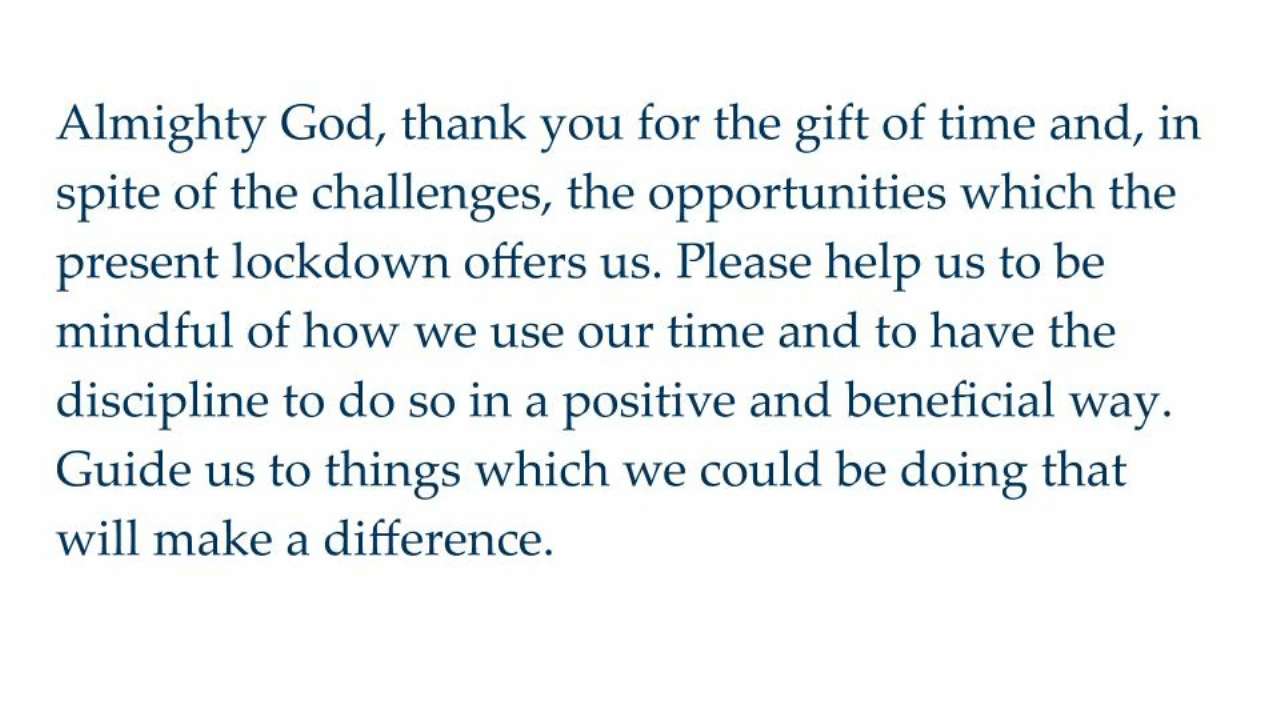 Almighty God, thank you for the gift of time and, in
spite of the challenges, the opportunities which the
present lockdown offers us. Please help us to be
mindful of how we use our time and to have the
discipline to do so in a positive and beneficial way.
Guide us to things which we could be doing that
will make a difference.